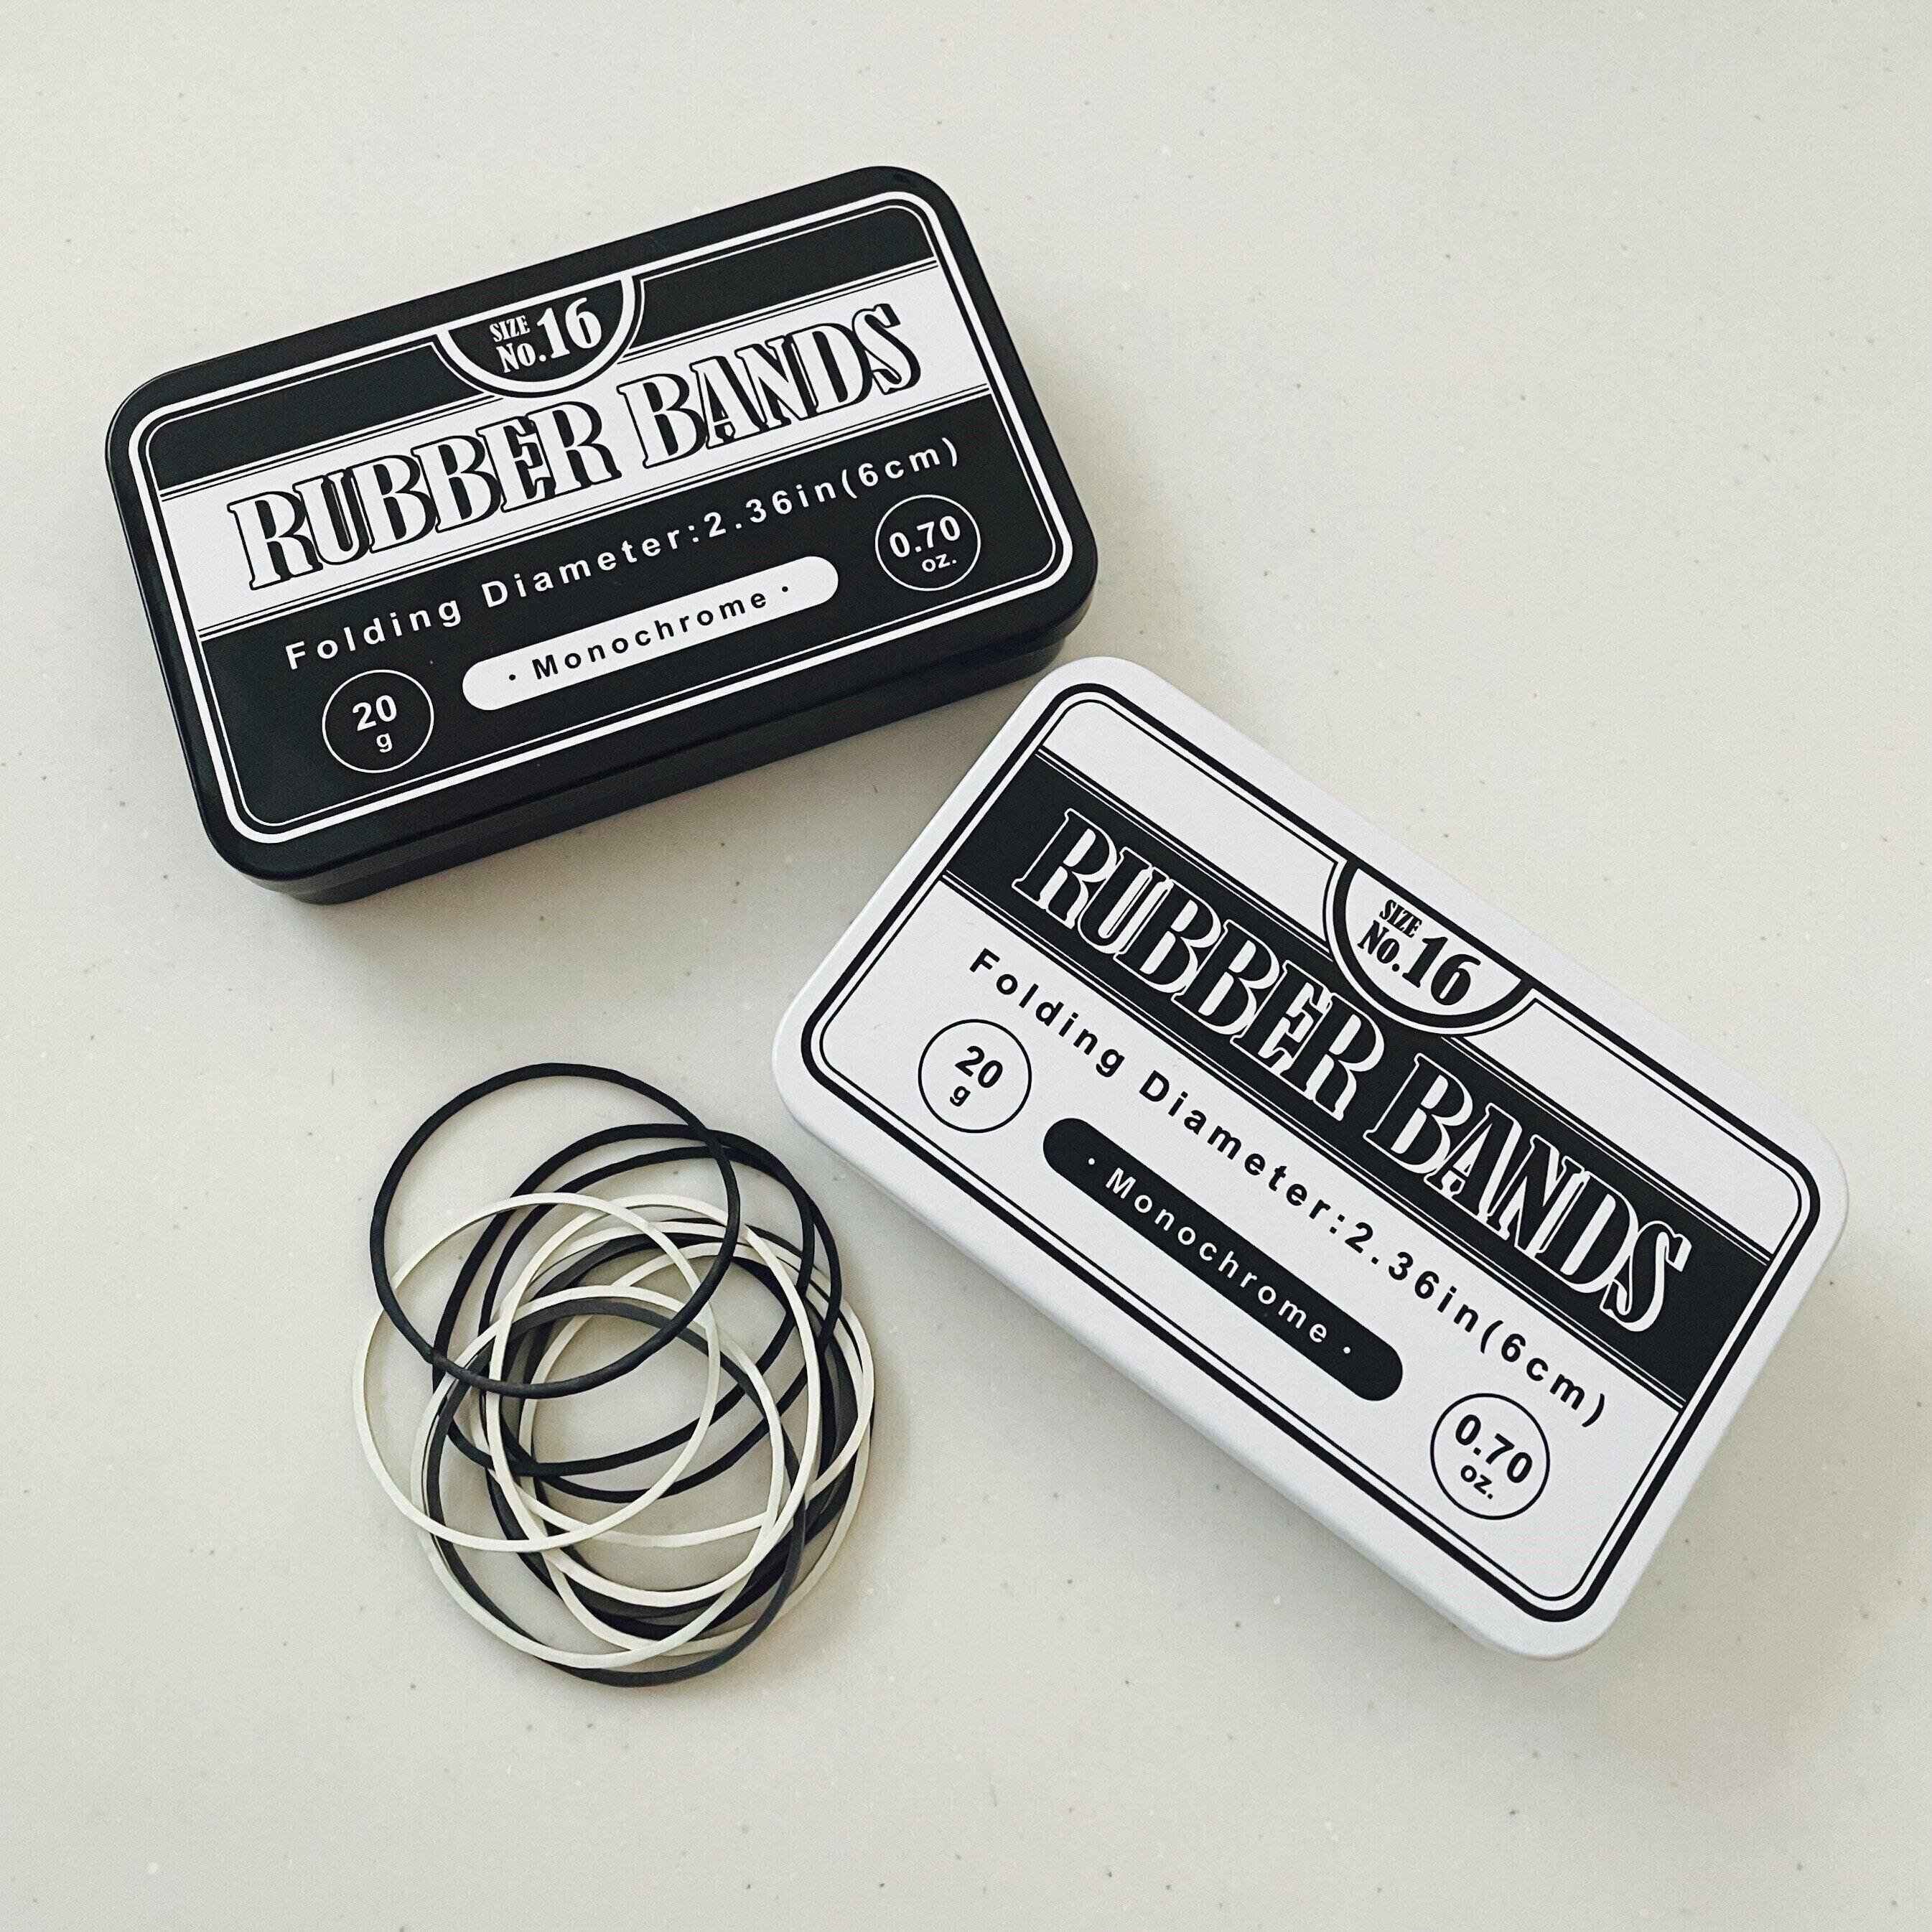 SIZE
No. 16
RUBBER BANDS
Folding Diameter:2.36in(6cm)
20
g
· Monochrome ·
0.70
oz.
SIZE
No. 16
RUBBER BANDS
Folding Diameter:2.36in(6cm)
20
g
· Monochrome ·
0.70
oz.